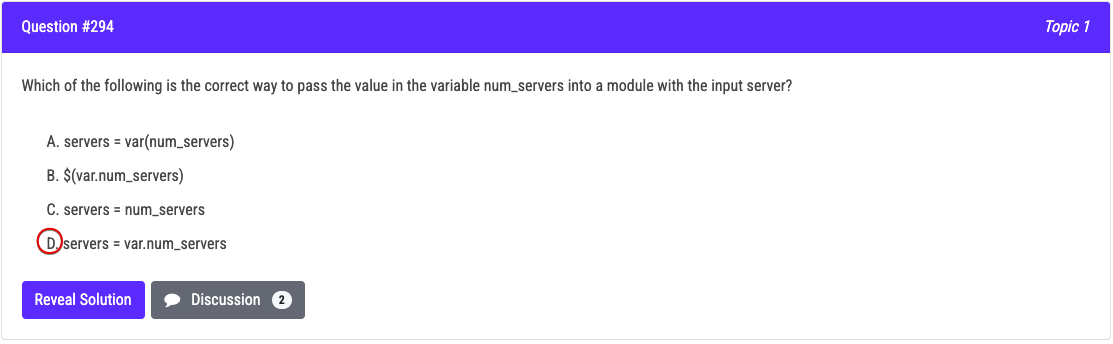 Question #294
Topic 1
Which of the following is the correct way to pass the value in the variable num_servers into a module with the input server?
A. servers = var(num_servers)
B. $(var.num_servers)
C. servers = num_servers
D. servers = var.num_servers
Reveal Solution
Discussion 2